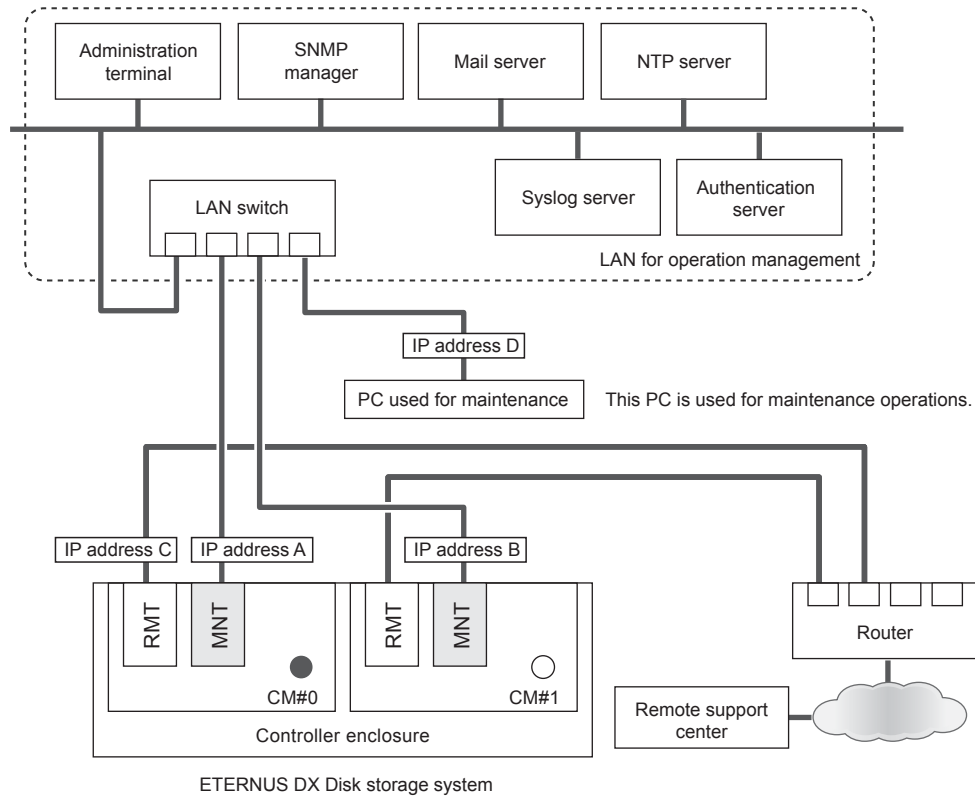 Administration
terminal
SNMP
manager
Mail server
NTP server
Syslog server
Authentication
server
LAN switch
LAN for operation management
IP address D
PC used for maintenance
This PC is used for maintenance operations.
IP address C
IP address A
IP address B
RMT
MNT
RMT
MNT
CM#0
CM#1
Controller enclosure
Router
Remote support
center
ETERNUS DX Disk storage system